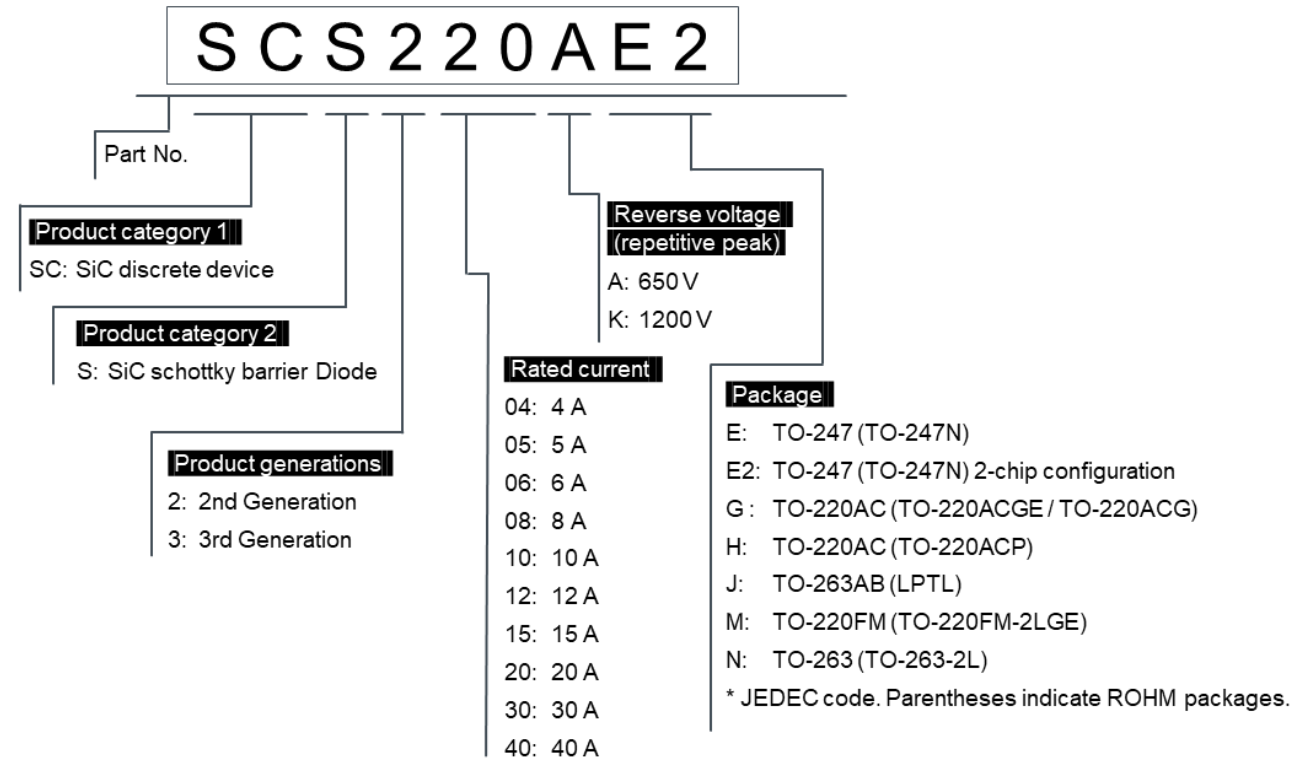 SCS220AE2
Part No.
Product category 1
SC: SiC discrete device
Product category 2
S: SiC schottky barrier Diode
Product generations
2: 2nd Generation
3: 3rd Generation
Rated current
04: 4 A
05: 5 A
06: 6 A
08: 8 A
10: 10 A
12: 12 A
15: 15 A
20: 20 A
30: 30 A
40: 40 A
Reverse voltage
(repetitive peak)
A: 650 V
K: 1200 V
Package
E: TO-247 (TO-247N)
E2: TO-247 (TO-247N) 2-chip configuration
G : TO-220AC (TO-220ACGE / TO-220ACG)
H: TO-220AC (TO-220ACP)
J: TO-263AB (LPTL)
M: TO-220FM (TO-220FM-2LGE)
N: TO-263 (TO-263-2L)
* JEDEC code. Parentheses indicate ROHM packages.